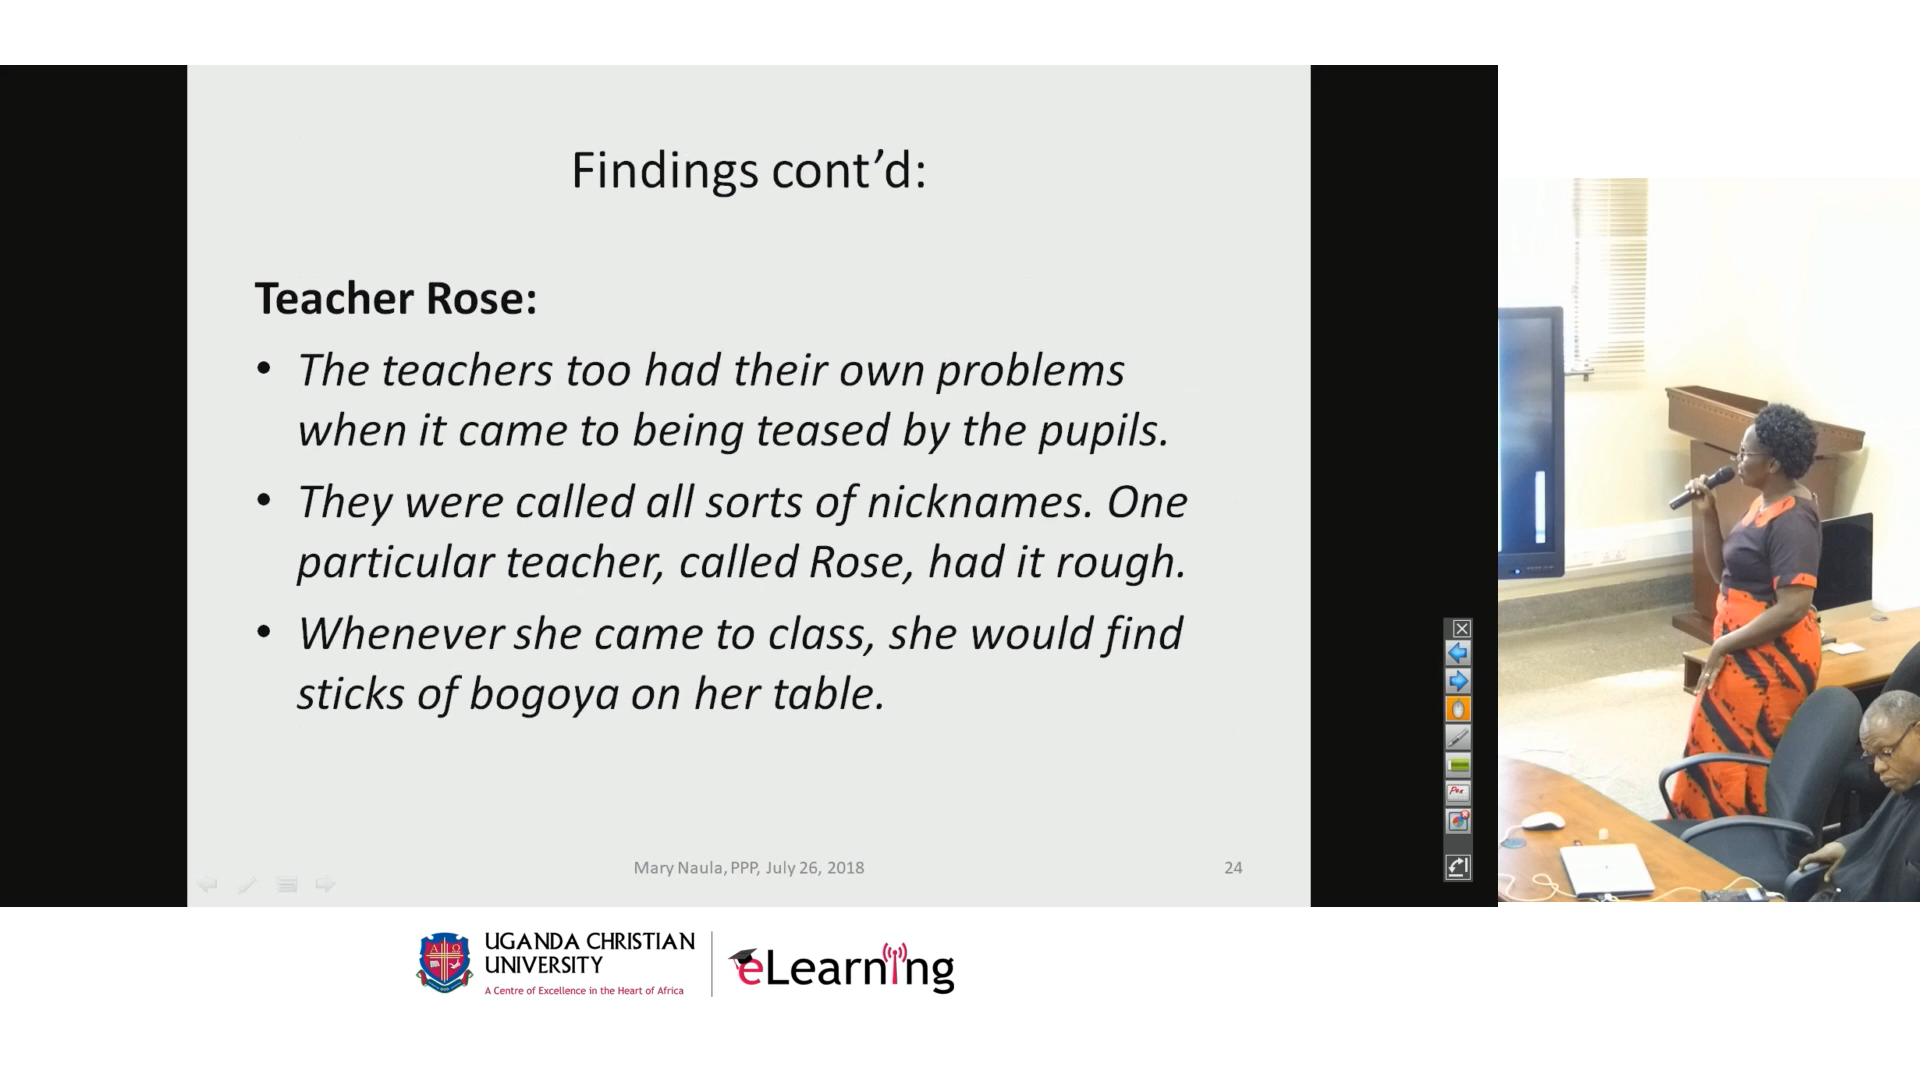 Findings cont’d:
Teacher Rose:
• The teachers too had their own problems
when it came to being teased by the pupils.
• They were called all sorts of nicknames. One
particular teacher, called Rose, had it rough.
• Whenever she came to class, she would find
sticks of bogoya on her table.
Mary Naula, PPP, July 26, 2018
24
UGANDA CHRISTIAN
UNIVERSITY
A Centre of Excellence in the Heart of Africa
eLearning